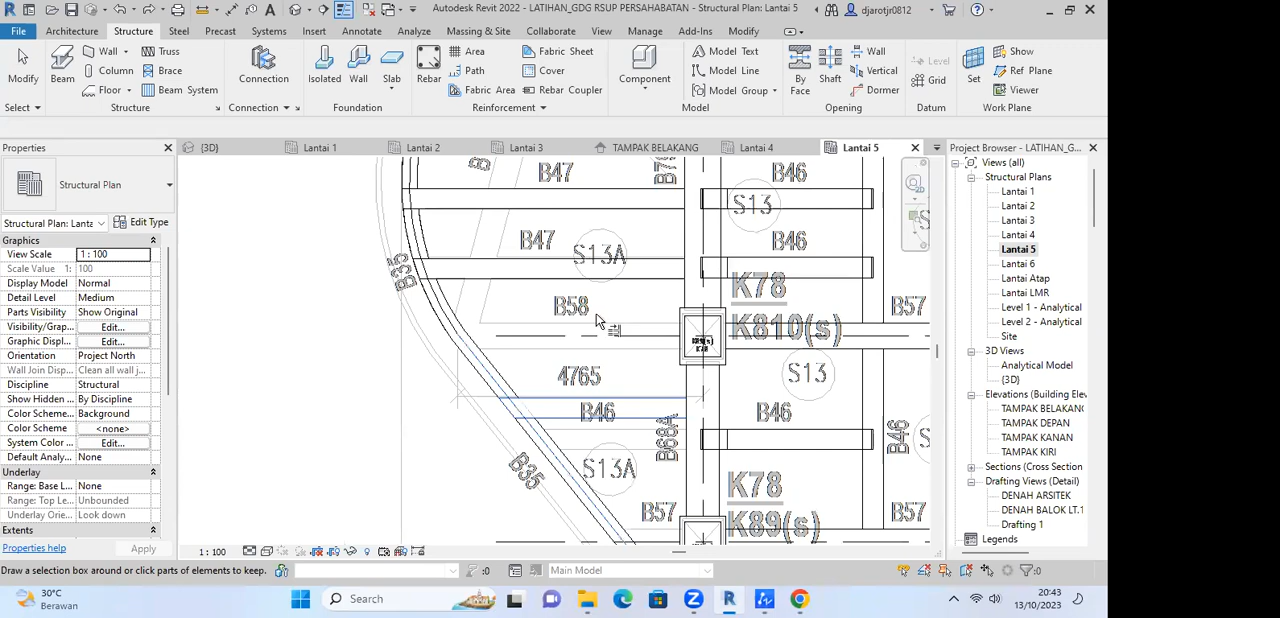 Autodesk Revit 2022 - LATIHAN_GDG RSUP PERSAHABATAN - Structural Plan: Lantai 5
djarotjr0812
File Architecture Structure Steel Precast Systems Insert Annotate Analyze Massing & Site Collaborate View Manage Add-Ins Modify
Modify
Beam
Wall
Column
Floor
Truss
Brace
Beam System
Connection
Isolated
Wall
Slab
Rebar
Area
Path
Fabric Area
Fabric Sheet
Cover
Rebar Coupler
Component
Model Text
Model Line
Model Group
By Face
Shaft
Wall
Vertical
Dormer
Level
Grid
Set
Show
Ref Plane
Viewer
Select
Structure
Connection
Foundation
Reinforcement
Model
Opening
Datum
Work Plane
Properties
{3D}
Lantai 1
Lantai 2
Lantai 3
TAMPAK BELAKANG
Lantai 4
Lantai 5
Project Browser - LATIHAN_G...
Structural Plan
Structural Plan: Lanta
Edit Type
Graphics
View Scale 1 : 100
Scale Value 1: 100
Display Model Normal
Detail Level Medium
Parts Visibility Show Original
Visibility/Grap... Edit...
Graphic Displ... Edit...
Orientation Project North
Wall Join Displ... Clean all wall j...
Discipline Structural
Show Hidden ... By Discipline
Color Scheme... Background
Color Scheme <none>
System Color ... Edit...
Default Analy... None
Underlay
Range: Base L... None
Range: Top Le... Unbounded
Underlay Orie... Look down
Extents
Properties help
Apply
B47
B46
S13
B47
S13A
B46
B35
K78
B58
K810(s)
B57
4765
S13
B46
B68A
B46
B46
S13A
B35
K78
B57
K89(s)
B57
Views (all)
Structural Plans
Lantai 1
Lantai 2
Lantai 3
Lantai 4
Lantai 5
Lantai 6
Lantai Atap
Lantai LMR
Level 1 - Analytical
Level 2 - Analytical
Site
3D Views
Analytical Model
{3D}
Elevations (Building Eleva
TAMPAK BELAKANG
TAMPAK DEPAN
TAMPAK KANAN
TAMPAK KIRI
Sections (Cross Section
Drafting Views (Detail)
DENAH ARSITEK
DENAH BALOK LT.1
Drafting 1
Legends
1 : 100
Draw a selection box around or click parts of elements to keep.
:0
Main Model
:0
30°C
Berawan
Search
20:43
13/10/2023